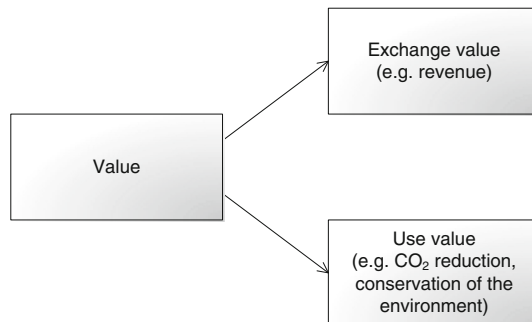 Exchange value
(e.g. revenue)
Value
Use value
(e.g. CO₂ reduction,
conservation of the
environment)